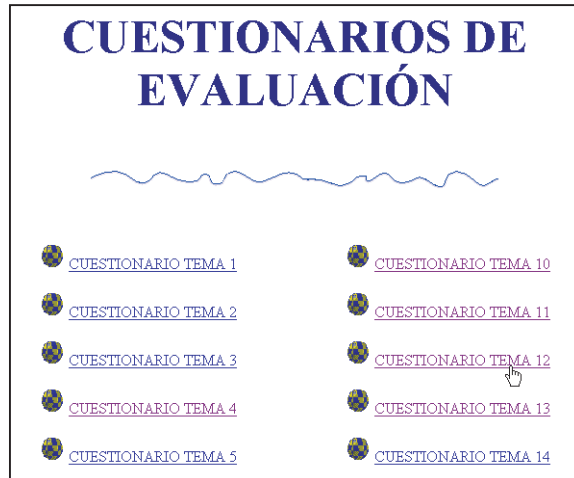 CUESTIONARIOS DE
EVALUACIÓN
CUESTIONARIO TEMA 1
CUESTIONARIO TEMA 2
CUESTIONARIO TEMA 3
CUESTIONARIO TEMA 4
CUESTIONARIO TEMA 5
CUESTIONARIO TEMA 10
CUESTIONARIO TEMA 11
CUESTIONARIO TEMA 12
CUESTIONARIO TEMA 13
CUESTIONARIO TEMA 14